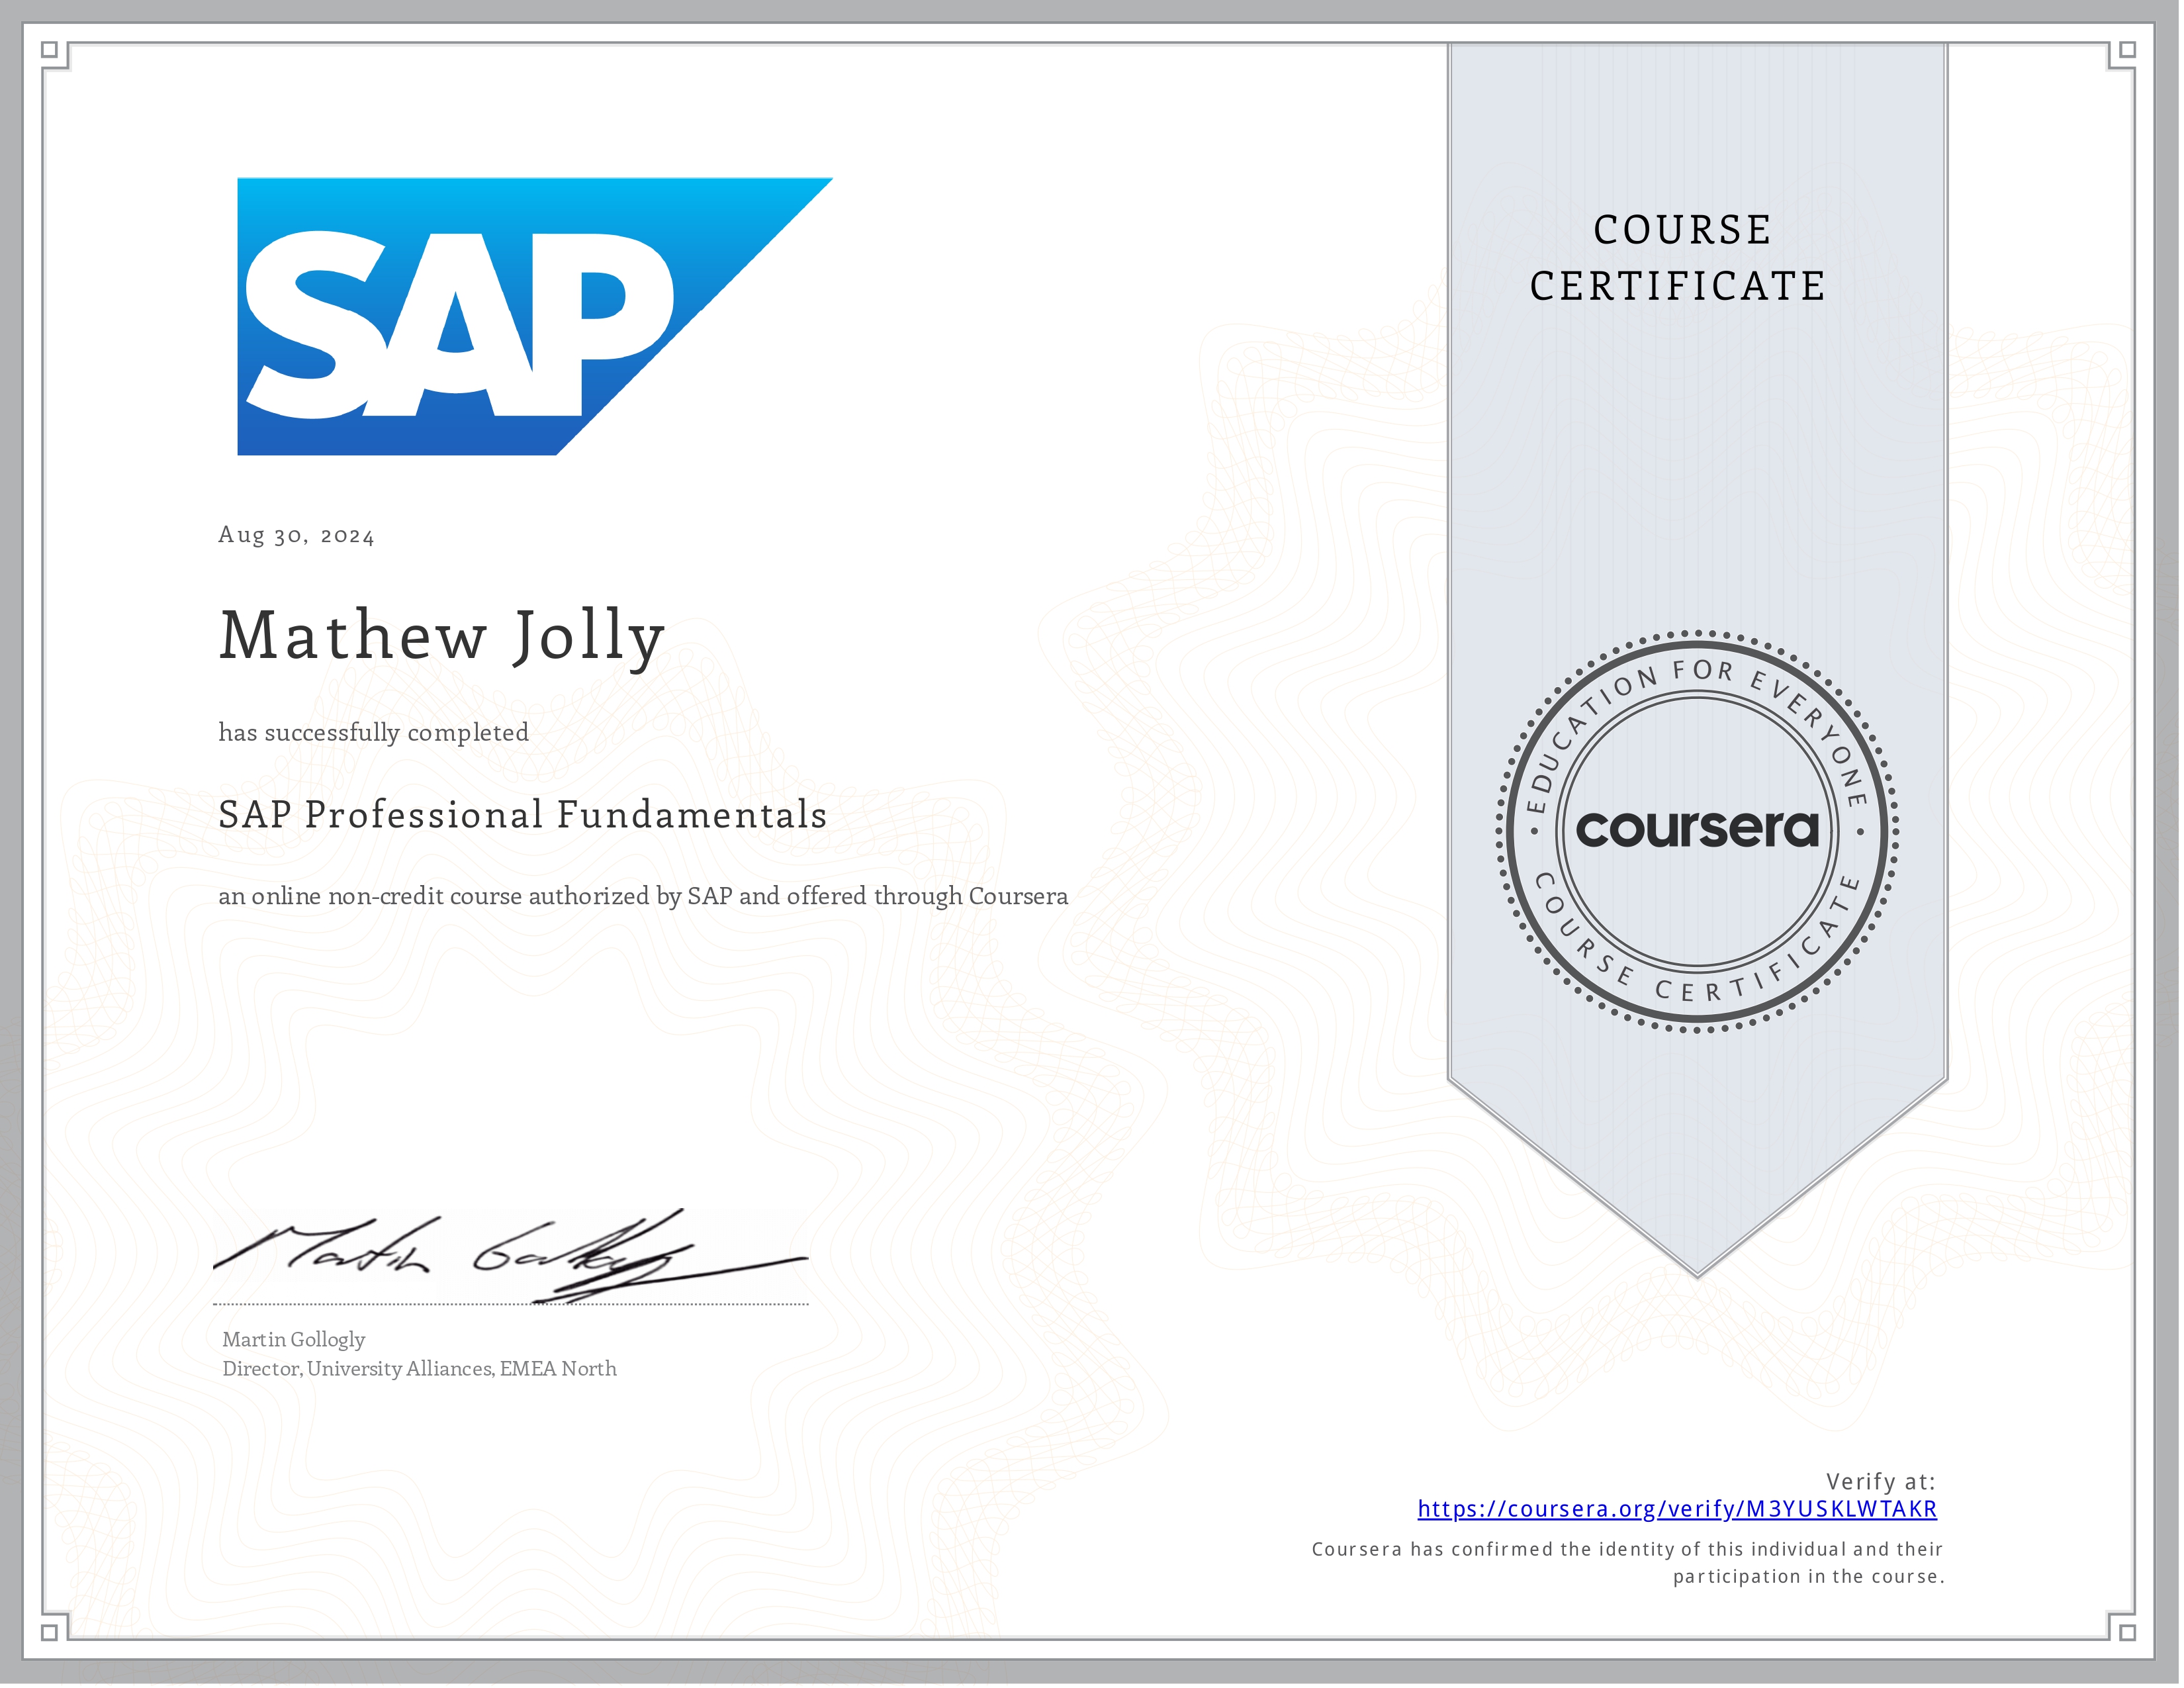 SAP
COURSE
CERTIFICATE
Aug 30, 2024
Mathew Jolly
has successfully completed
SAP Professional Fundamentals
an online non-credit course authorized by SAP and offered through Coursera
EDUCATION FOR EVERYONE
coursera
COURSE CERTIFICATE
Martin Gollogly
Martin Gollogly
Director, University Alliances, EMEA North
Verify at:
https://coursera.org/verify/M3YUSKLWTAKR
Coursera has confirmed the identity of this individual and their
participation in the course.